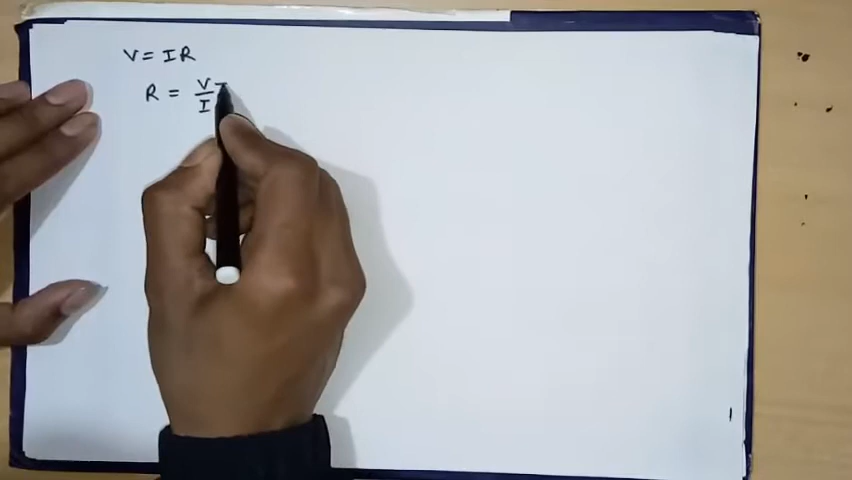 V = IR
R = V/I